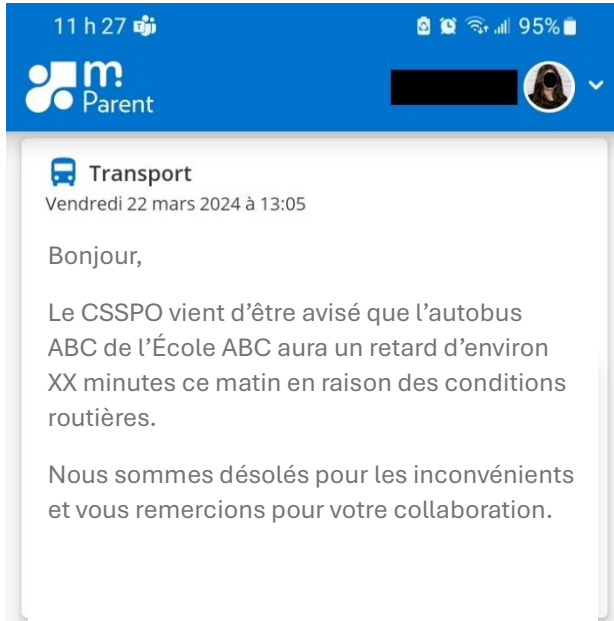 11 h 27 95%
m
Parent
Transport
Vendredi 22 mars 2024 à 13:05
Bonjour,
Le CSSPO vient d’être avisé que l’autobus
ABC de l’École ABC aura un retard d’environ
XX minutes ce matin en raison des conditions
routières.
Nous sommes désolés pour les inconvénients
et vous remercions pour votre collaboration.